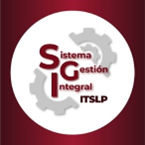 Sistema
Gestión
Integral
ITSLP